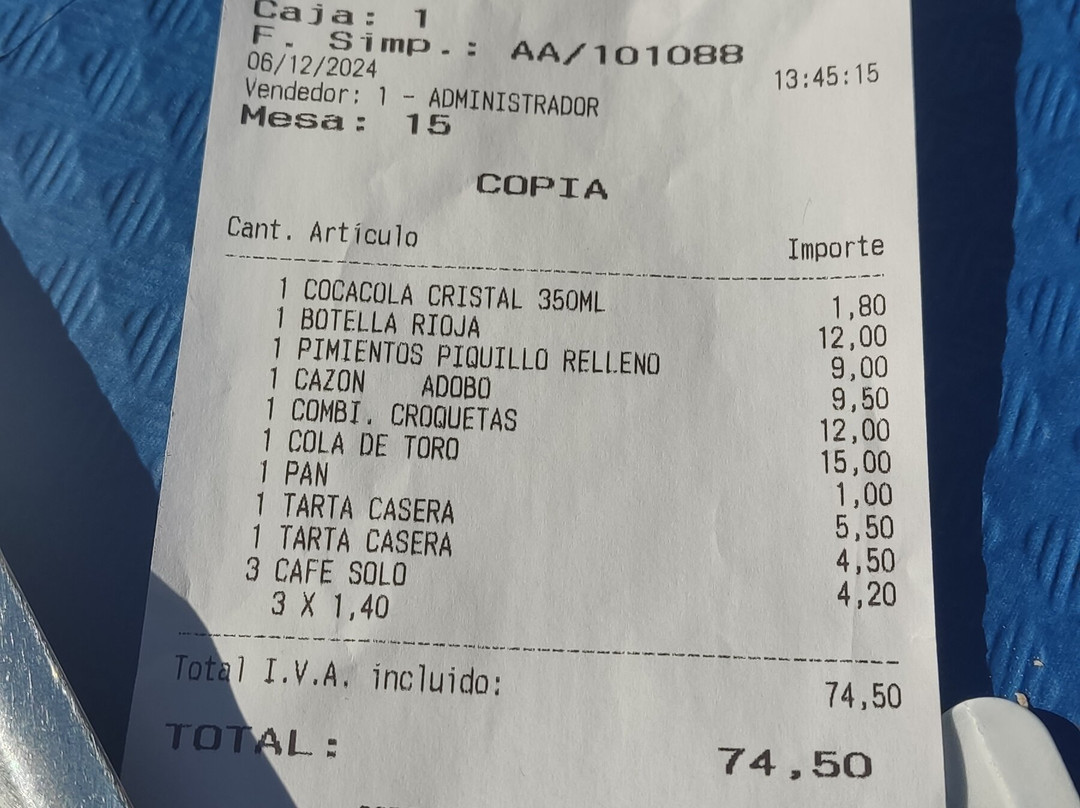 Caja: 1
F. Simp.: AA/101088
06/12/2024 13:45:15
Vendedor: 1 - ADMINISTRADOR
Mesa: 15
COPIA
Cant. Artículo Importe
1 COCACOLA CRISTAL 350ML 1,80
1 BOTELLA RIOJA 12,00
1 PIMIENTOS PIQUILLO RELLENO 9,00
1 CAZON ADOBO 9,50
1 COMBI. CROQUETAS 12,00
1 COLA DE TORO 15,00
1 PAN 1,00
1 TARTA CASERA 5,50
1 TARTA CASERA 4,50
3 CAFE SOLO 4,20
3 X 1,40
Total I.V.A. incluido: 74,50
TOTAL: 74,50